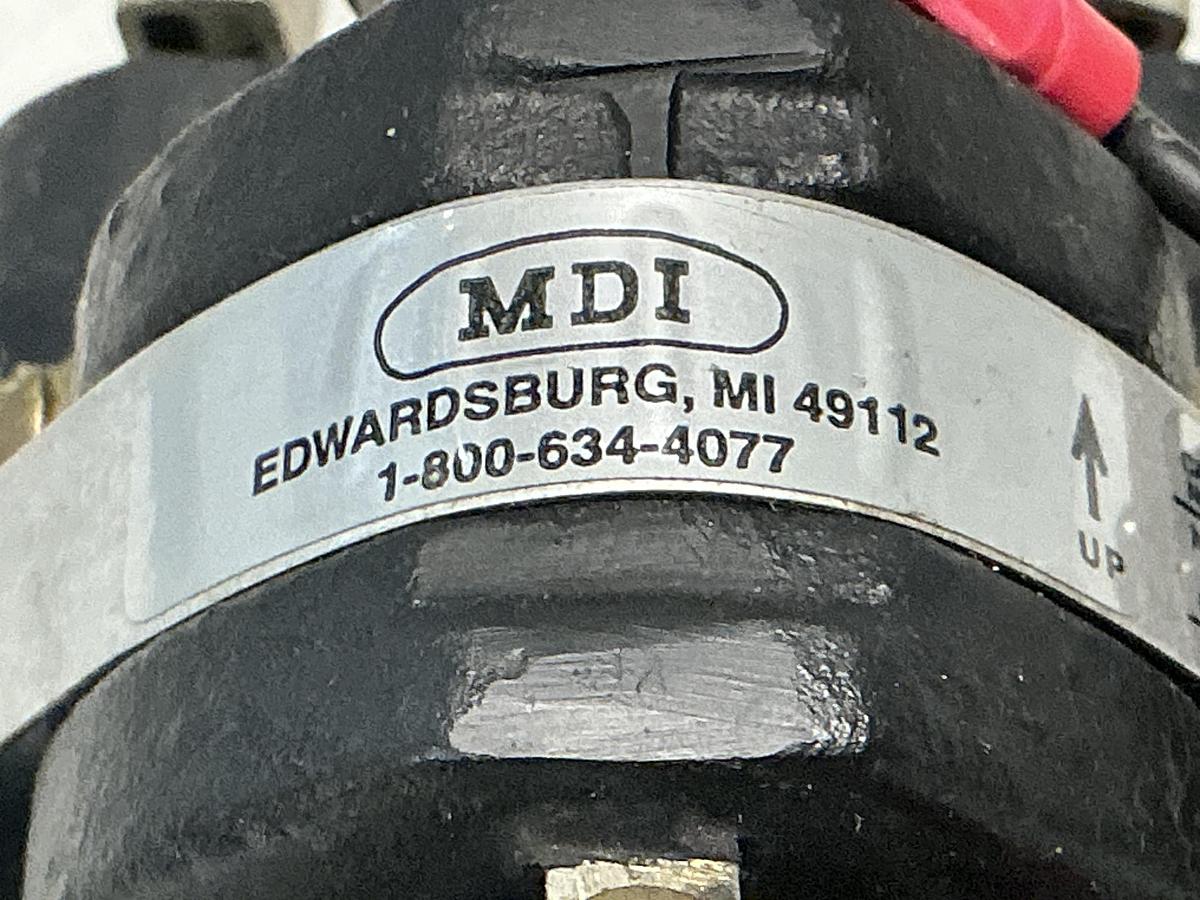 MDI
EDWARDSBURG, MI 49112
1-800-634-4077
UP